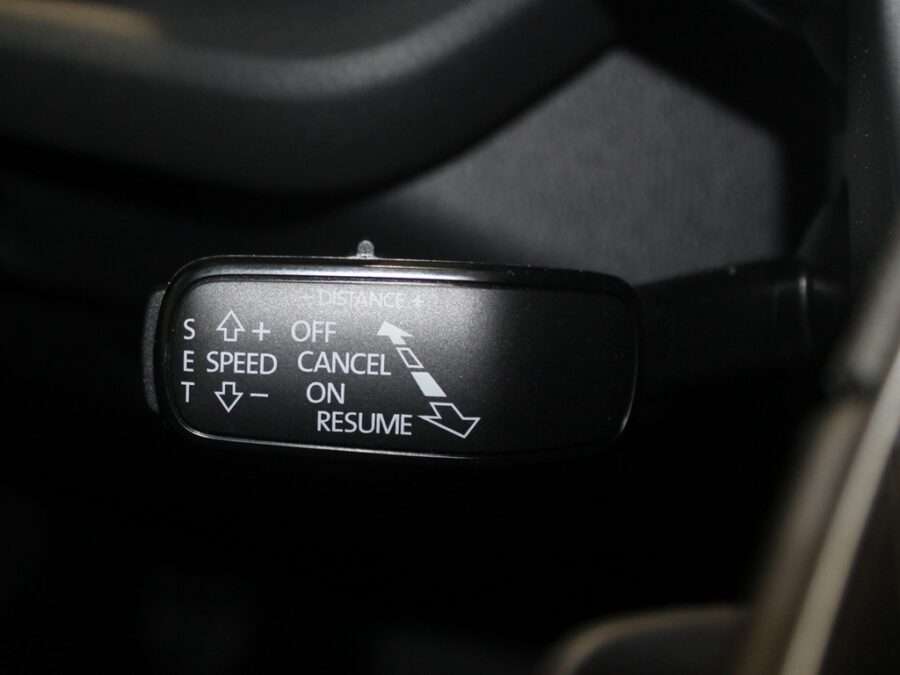 - DISTANCE +
S + OFF
E SPEED CANCEL
T - ON
RESUME